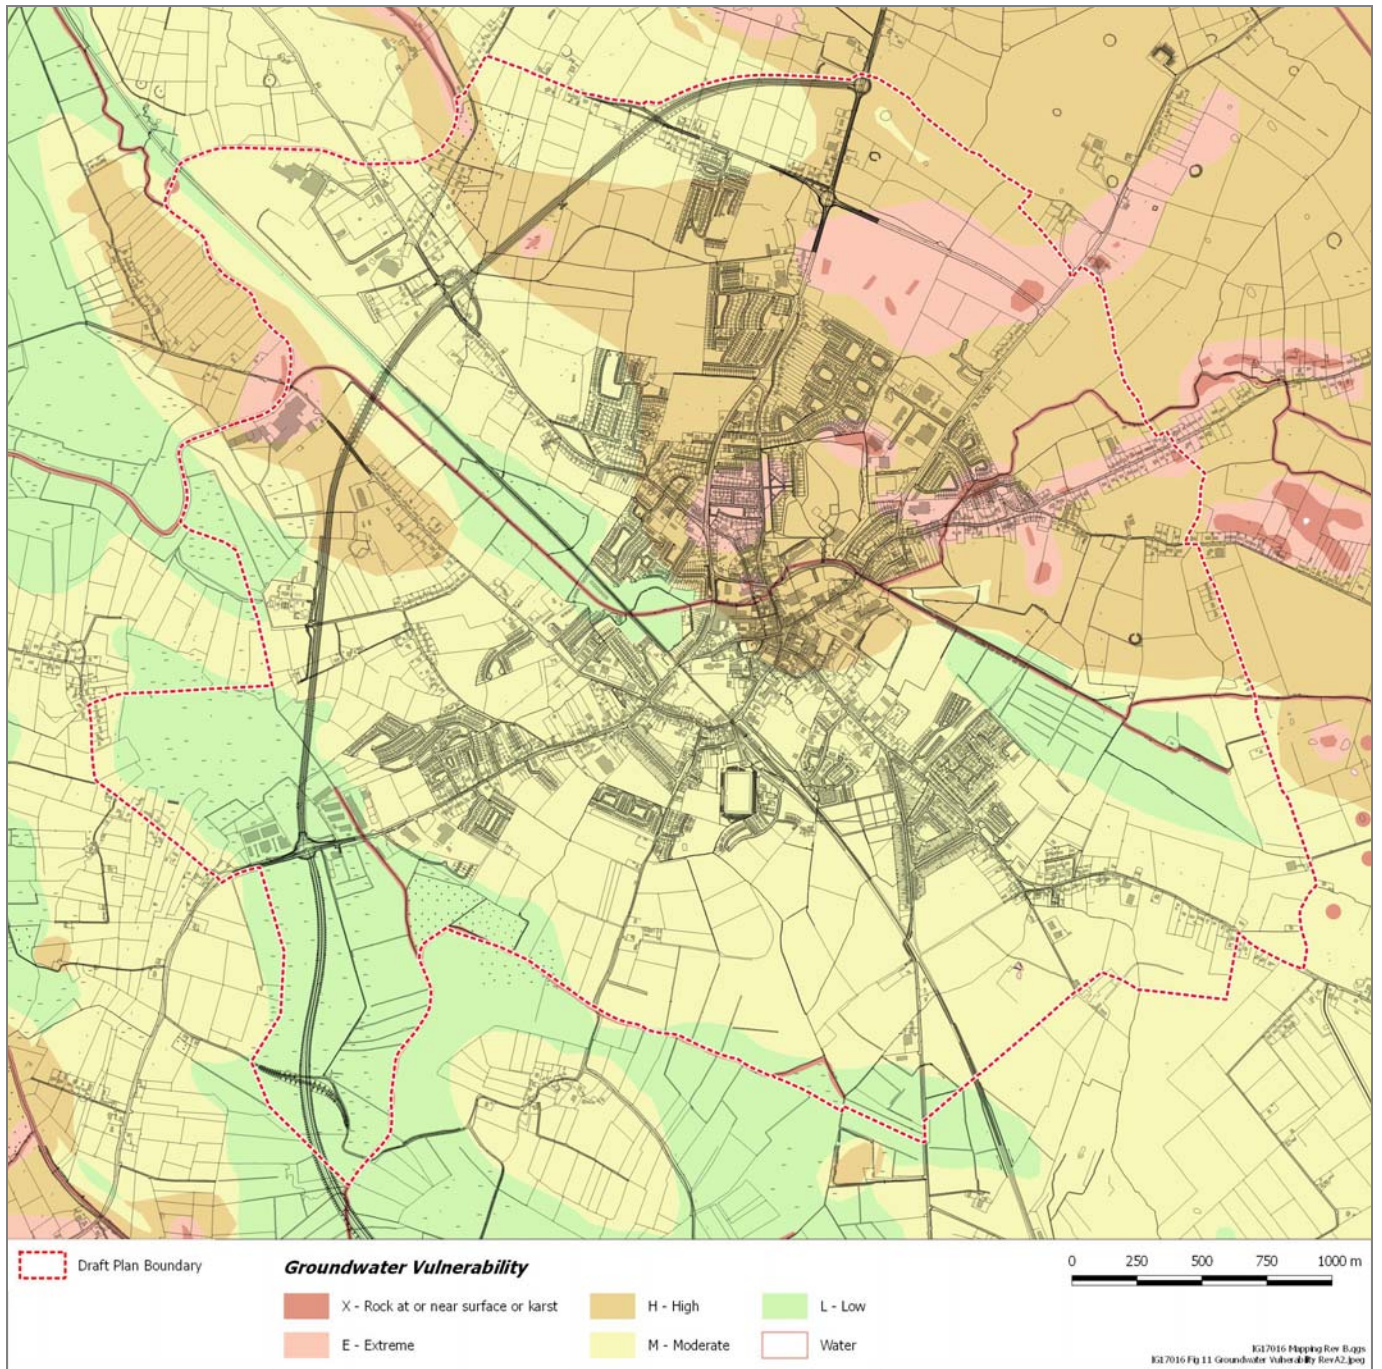 Draft Plan Boundary
Groundwater Vulnerability
X - Rock at or near surface or karst
H - High
L - Low
E - Extreme
M - Moderate
Water
0 250 500 750 1000 m
IG17016 Mapping Rev B.qgs
IG17016 Fig 11 Groundwater Vulnerability RevA2.jpeg